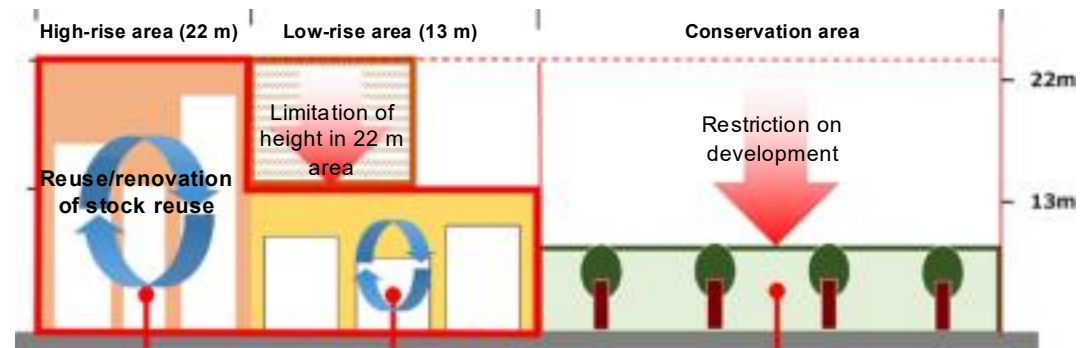 High-rise area (22 m)
Low-rise area (13 m)
Conservation area
22m
Limitation of
height in 22 m
area
Restriction on
development
Reuse/renovation
of stock reuse
13m